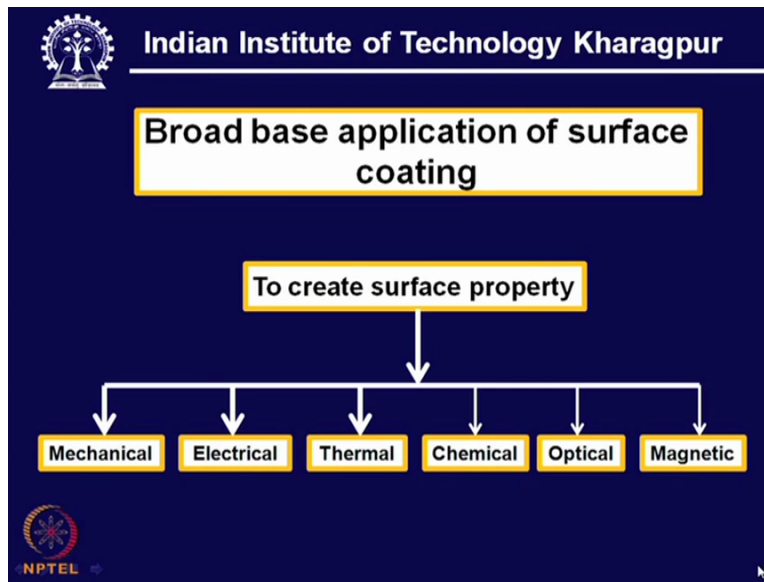 Indian Institute of Technology Kharagpur
Broad base application of surface
coating
To create surface property
Mechanical Electrical Thermal Chemical Optical Magnetic
NPTEL